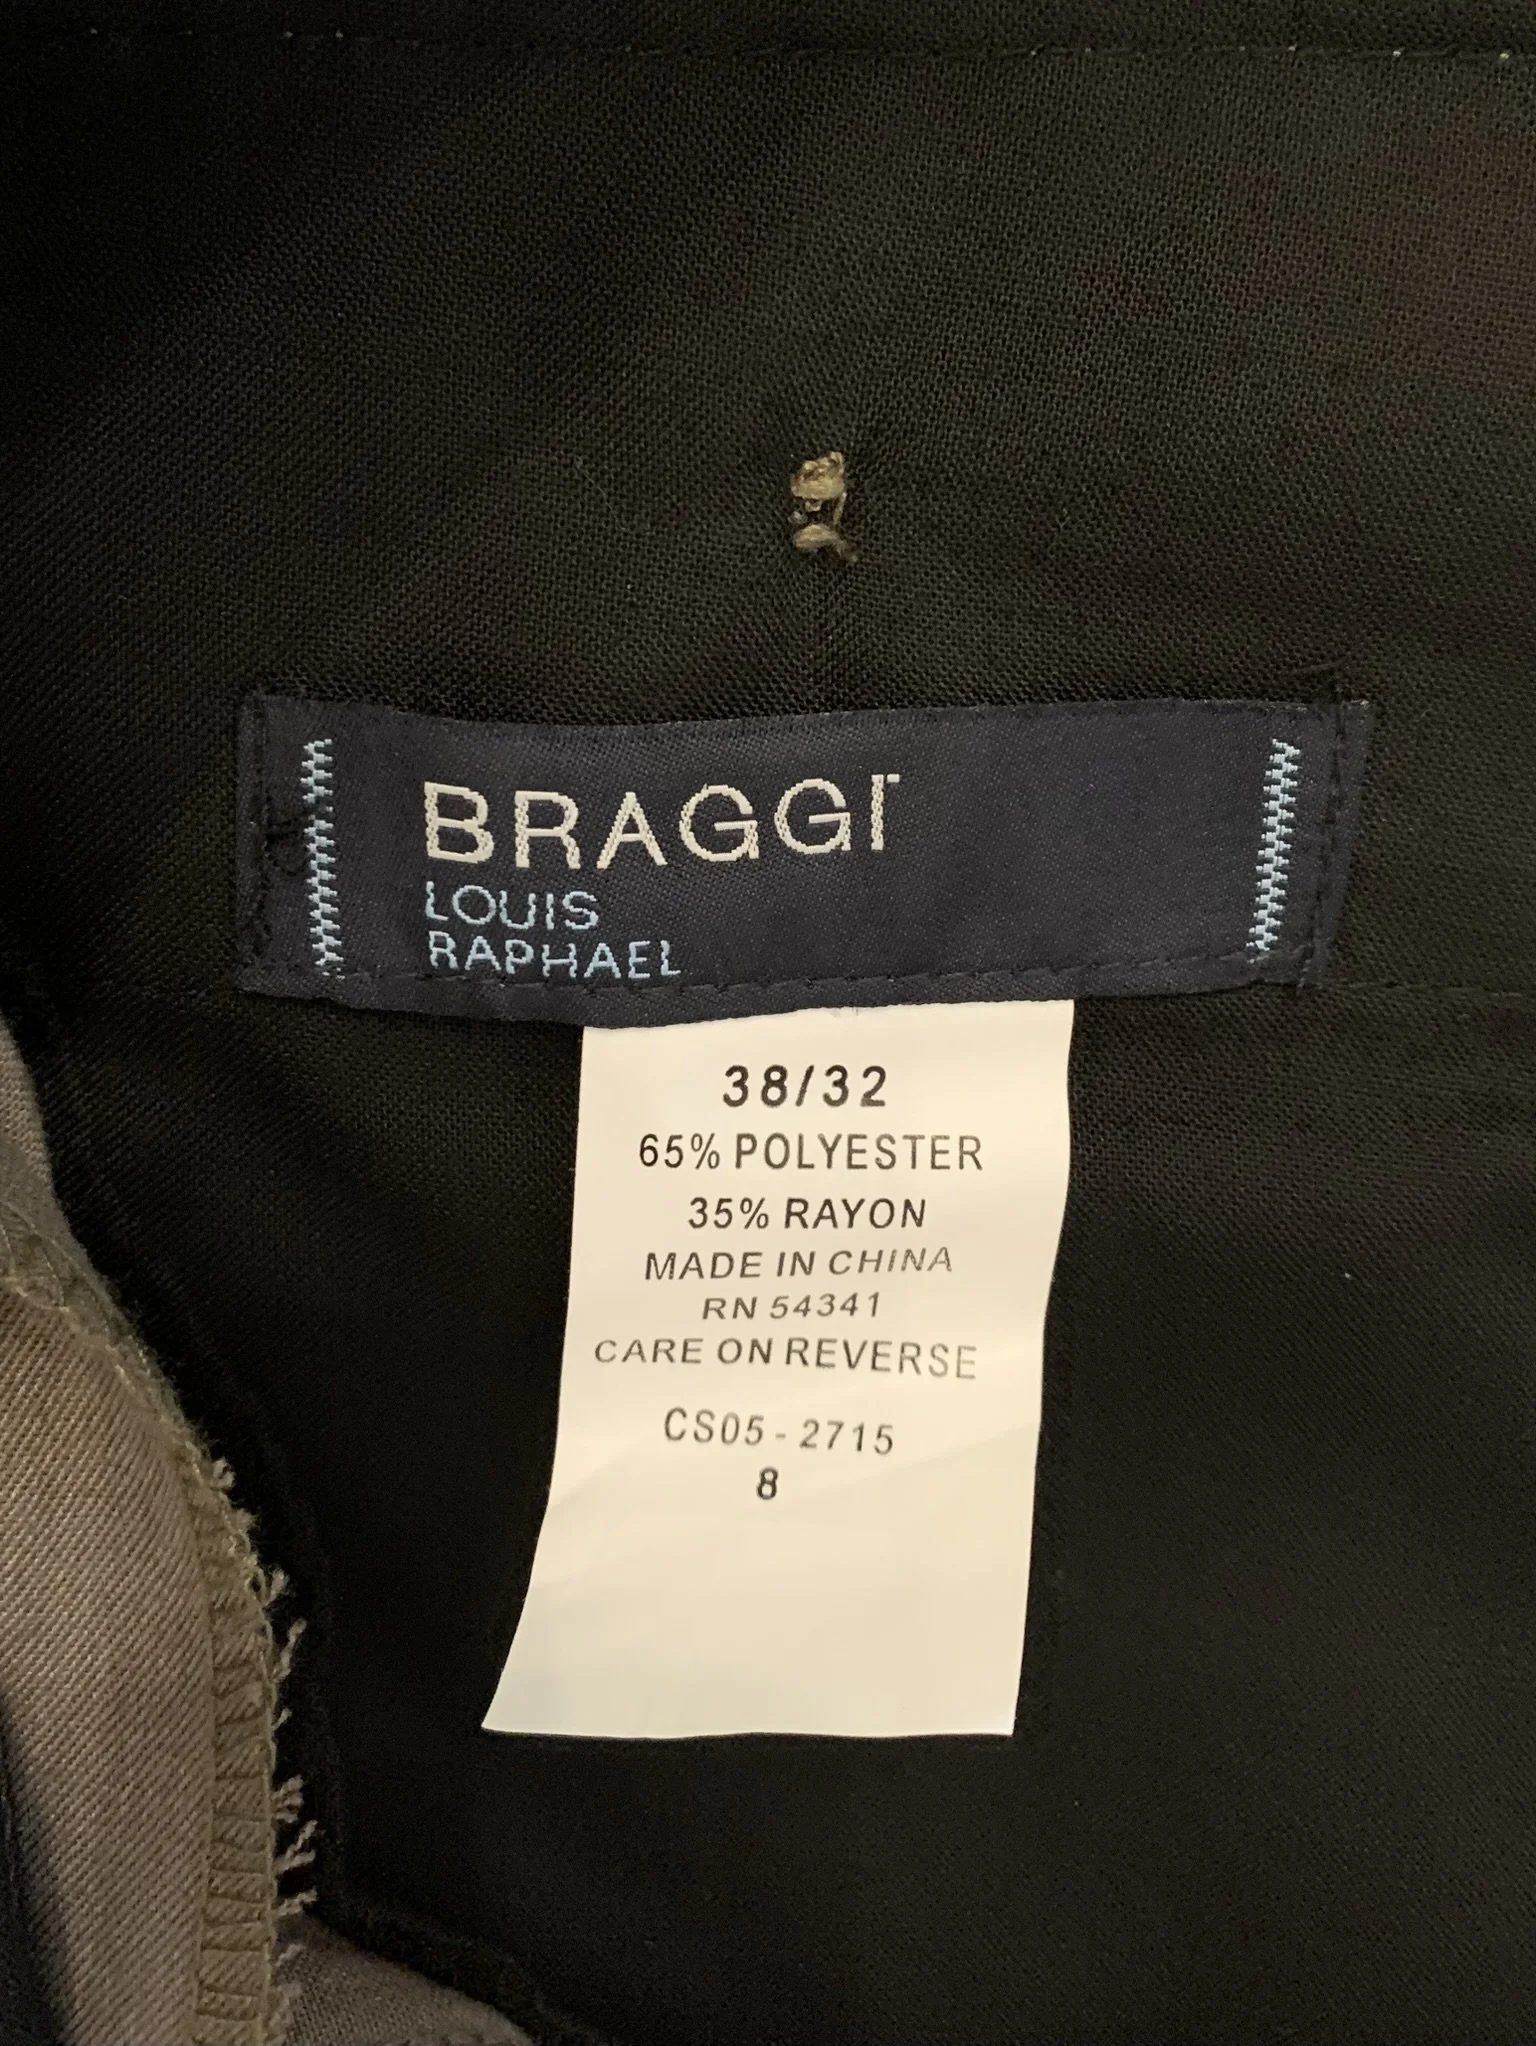 BRAGGI™
LOUIS
RAPHAEL
38/32
65% POLYESTER
35% RAYON
MADE IN CHINA
RN 54341
CARE ON REVERSE
CS05-2715
8